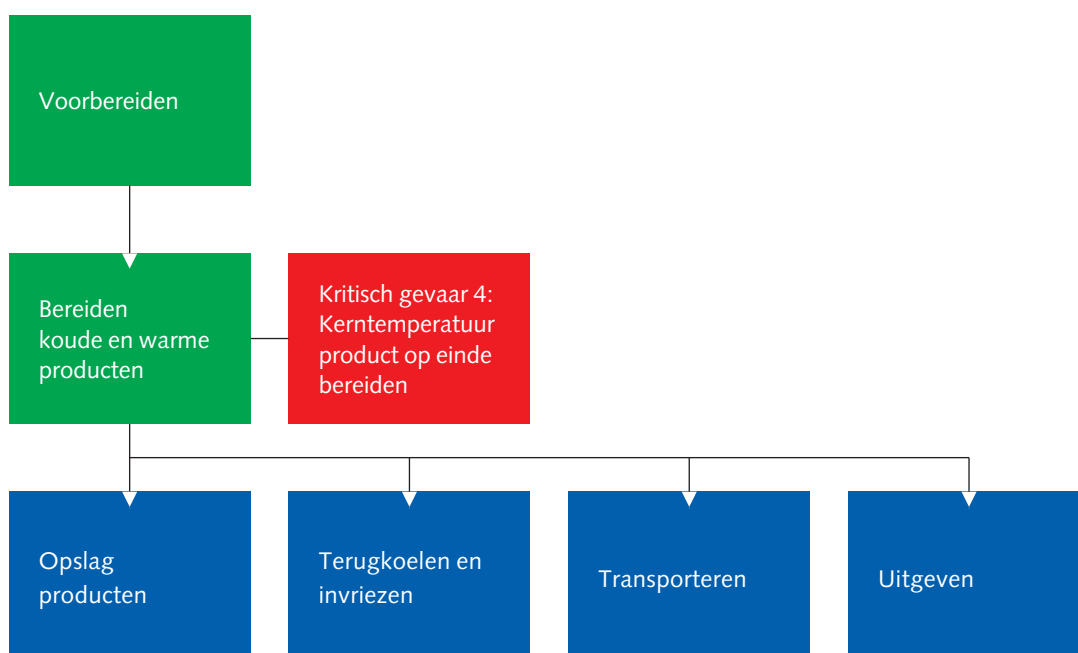 Voorbereiden
Bereiden
koude en warme
producten
Kritisch gevaar 4:
Kerntemperatuur
product op einde
bereiden
Opslag
producten
Terugkoelen en
invriezen
Transporteren
Uitgeven